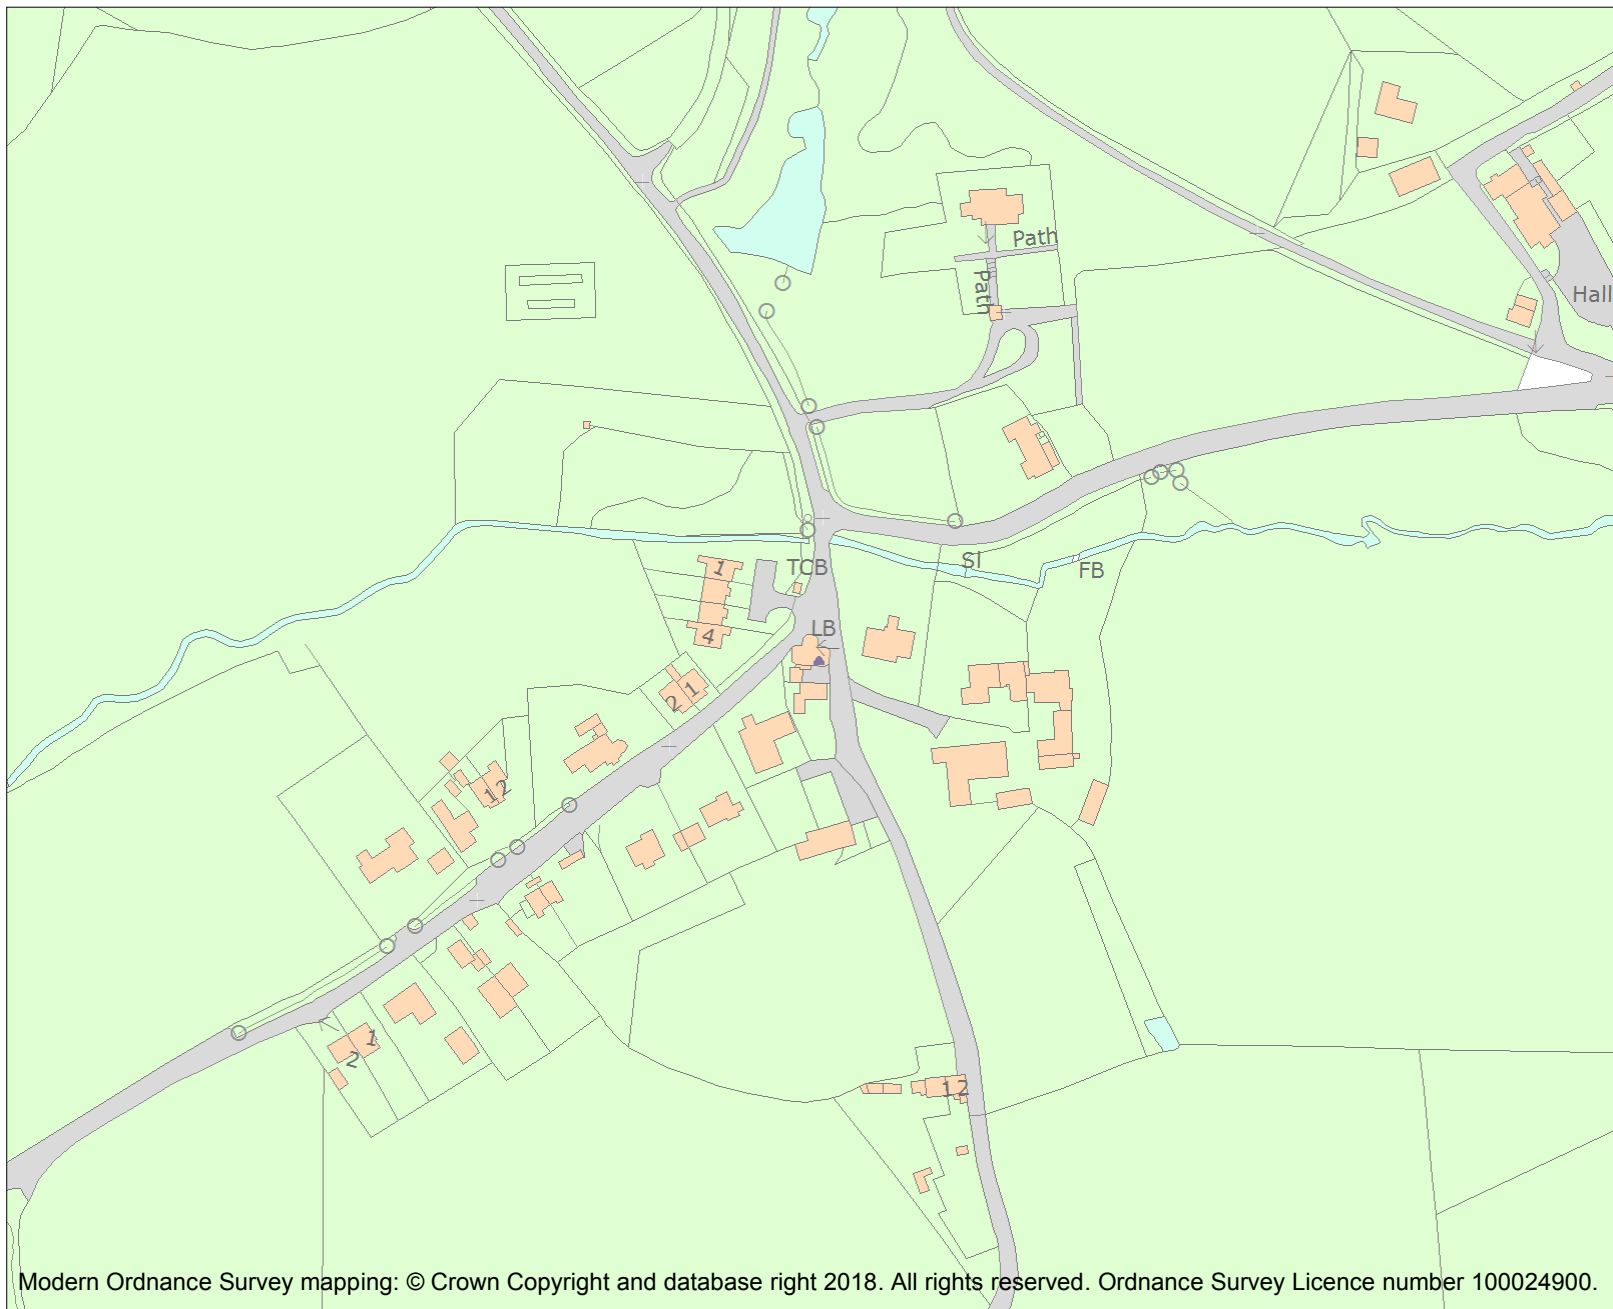 Path
Path
Hall
Sl
TCB
FB
1
LB
4
2 1
1 2
1
2
1 2
Modern Ordnance Survey mapping: © Crown Copyright and database right 2018. All rights reserved. Ordnance Survey Licence number 100024900.